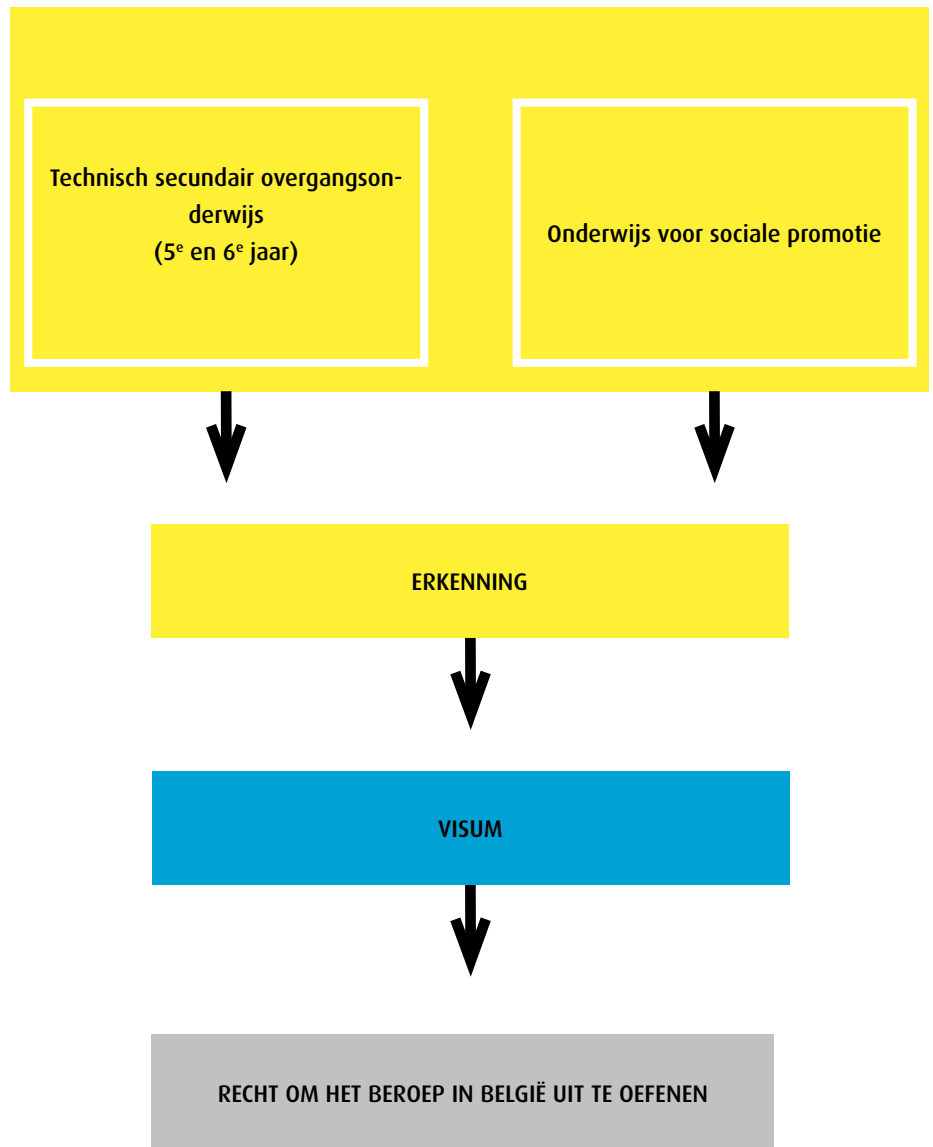 Technisch secundair overgangson-
derwijs
(5e en 6e jaar)
Onderwijs voor sociale promotie
ERKENNING
VISUM
RECHT OM HET BEROEP IN BELGIË UIT TE OEFENEN